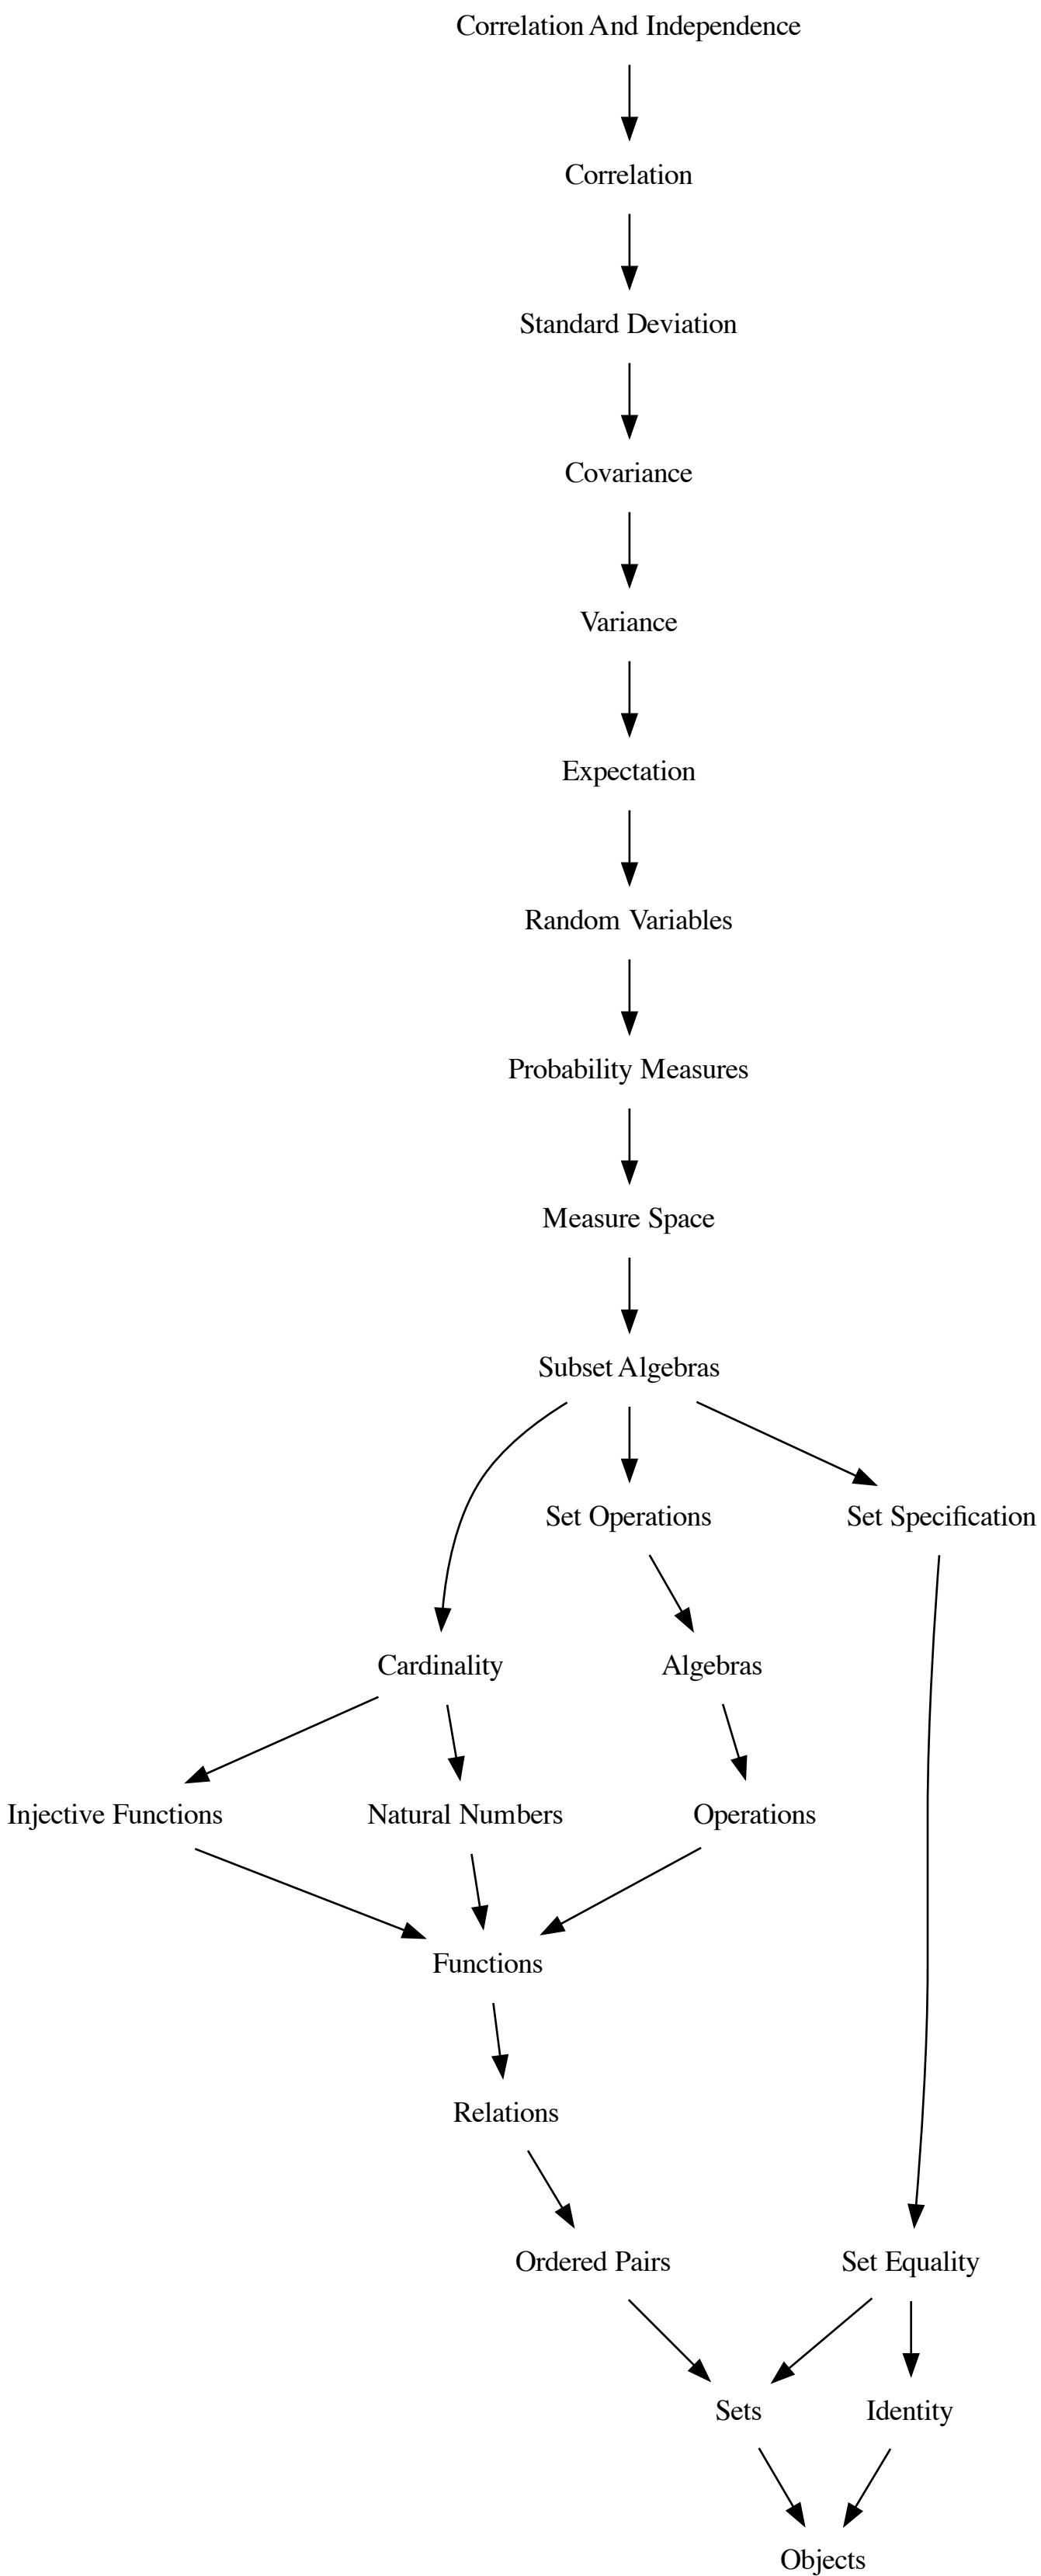 Correlation And Independence
Correlation
Standard Deviation
Covariance
Variance
Expectation
Random Variables
Probability Measures
Measure Space
Subset Algebras
Set Operations
Set Specification
Cardinality
Algebras
Injective Functions
Natural Numbers
Operations
Functions
Relations
Ordered Pairs
Set Equality
Sets
Identity
Objects